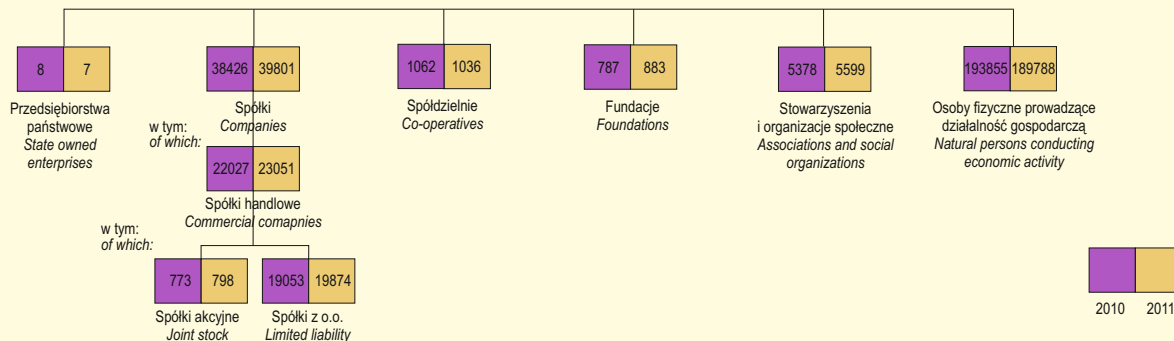 8 7
38426 39801
1062 1036
787 883
5378 5599
193855 189788
Przedsiębiorstwa
państwowe
State owned
enterprises
Spółki
Companies
Spółdzielnie
Co-operatives
Fundacje
Foundations
Stowarzyszenia
i organizacje społeczne
Associations and social
organizations
Osoby fizyczne prowadzące
działalność gospodarczą
Natural persons conducting
economic activity
w tym:
of which:
22027 23051
Spółki handlowe
Commercial comapnies
w tym:
of which:
773 798
19053 19874
Spółki akcyjne
Joint stock
Spółki z o.o.
Limited liability
2010 2011